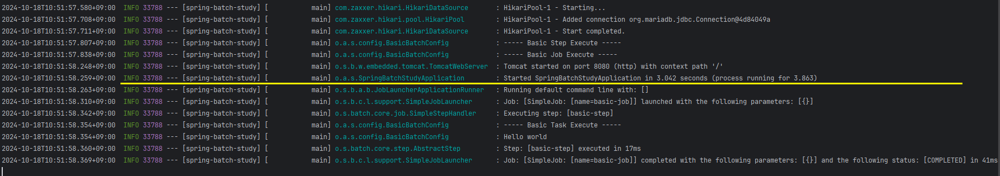 2024-10-18T10:51:57.580+09:00  INFO 33788 --- [spring-batch-study] [           main] com.zaxxer.hikari.HikariDataSource       : HikariPool-1 - Starting...
2024-10-18T10:51:57.708+09:00  INFO 33788 --- [spring-batch-study] [           main] com.zaxxer.hikari.pool.HikariPool        : HikariPool-1 - Added connection org.mariadb.jdbc.Connection@4d84049a
2024-10-18T10:51:57.711+09:00  INFO 33788 --- [spring-batch-study] [           main] com.zaxxer.hikari.HikariDataSource       : HikariPool-1 - Start completed.
2024-10-18T10:51:57.807+09:00  INFO 33788 --- [spring-batch-study] [           main] o.a.s.config.BasicBatchConfig            : ----- Basic Step Execute -----
2024-10-18T10:51:57.838+09:00  INFO 33788 --- [spring-batch-study] [           main] o.a.s.config.BasicBatchConfig            : ----- Basic Job Execute -----
2024-10-18T10:51:58.248+09:00  INFO 33788 --- [spring-batch-study] [           main] o.s.b.w.embedded.tomcat.TomcatWebServer  : Tomcat started on port 8080 (http) with context path '/'
2024-10-18T10:51:58.259+09:00  INFO 33788 --- [spring-batch-study] [           main] o.a.s.SpringBatchStudyApplication        : Started SpringBatchStudyApplication in 3.042 seconds (process running for 3.863)
2024-10-18T10:51:58.263+09:00  INFO 33788 --- [spring-batch-study] [           main] o.s.b.a.b.JobLauncherApplicationRunner   : Running default command line with: []
2024-10-18T10:51:58.310+09:00  INFO 33788 --- [spring-batch-study] [           main] o.s.b.c.l.support.SimpleJobLauncher      : Job: [SimpleJob: [name=basic-job]] launched with the following parameters: [{}]
2024-10-18T10:51:58.342+09:00  INFO 33788 --- [spring-batch-study] [           main] o.s.batch.core.job.SimpleStepHandler     : Executing step: [basic-step]
2024-10-18T10:51:58.354+09:00  INFO 33788 --- [spring-batch-study] [           main] o.a.s.config.BasicBatchConfig            : ----- Basic Task Execute -----
2024-10-18T10:51:58.354+09:00  INFO 33788 --- [spring-batch-study] [           main] o.a.s.config.BasicBatchConfig            : Hello world
2024-10-18T10:51:58.360+09:00  INFO 33788 --- [spring-batch-study] [           main] o.s.batch.core.step.AbstractStep         : Step: [basic-step] executed in 17ms
2024-10-18T10:51:58.369+09:00  INFO 33788 --- [spring-batch-study] [           main] o.s.b.c.l.support.SimpleJobLauncher      : Job: [SimpleJob: [name=basic-job]] completed with the following parameters: [{}] and the following status: [COMPLETED] in 41ms